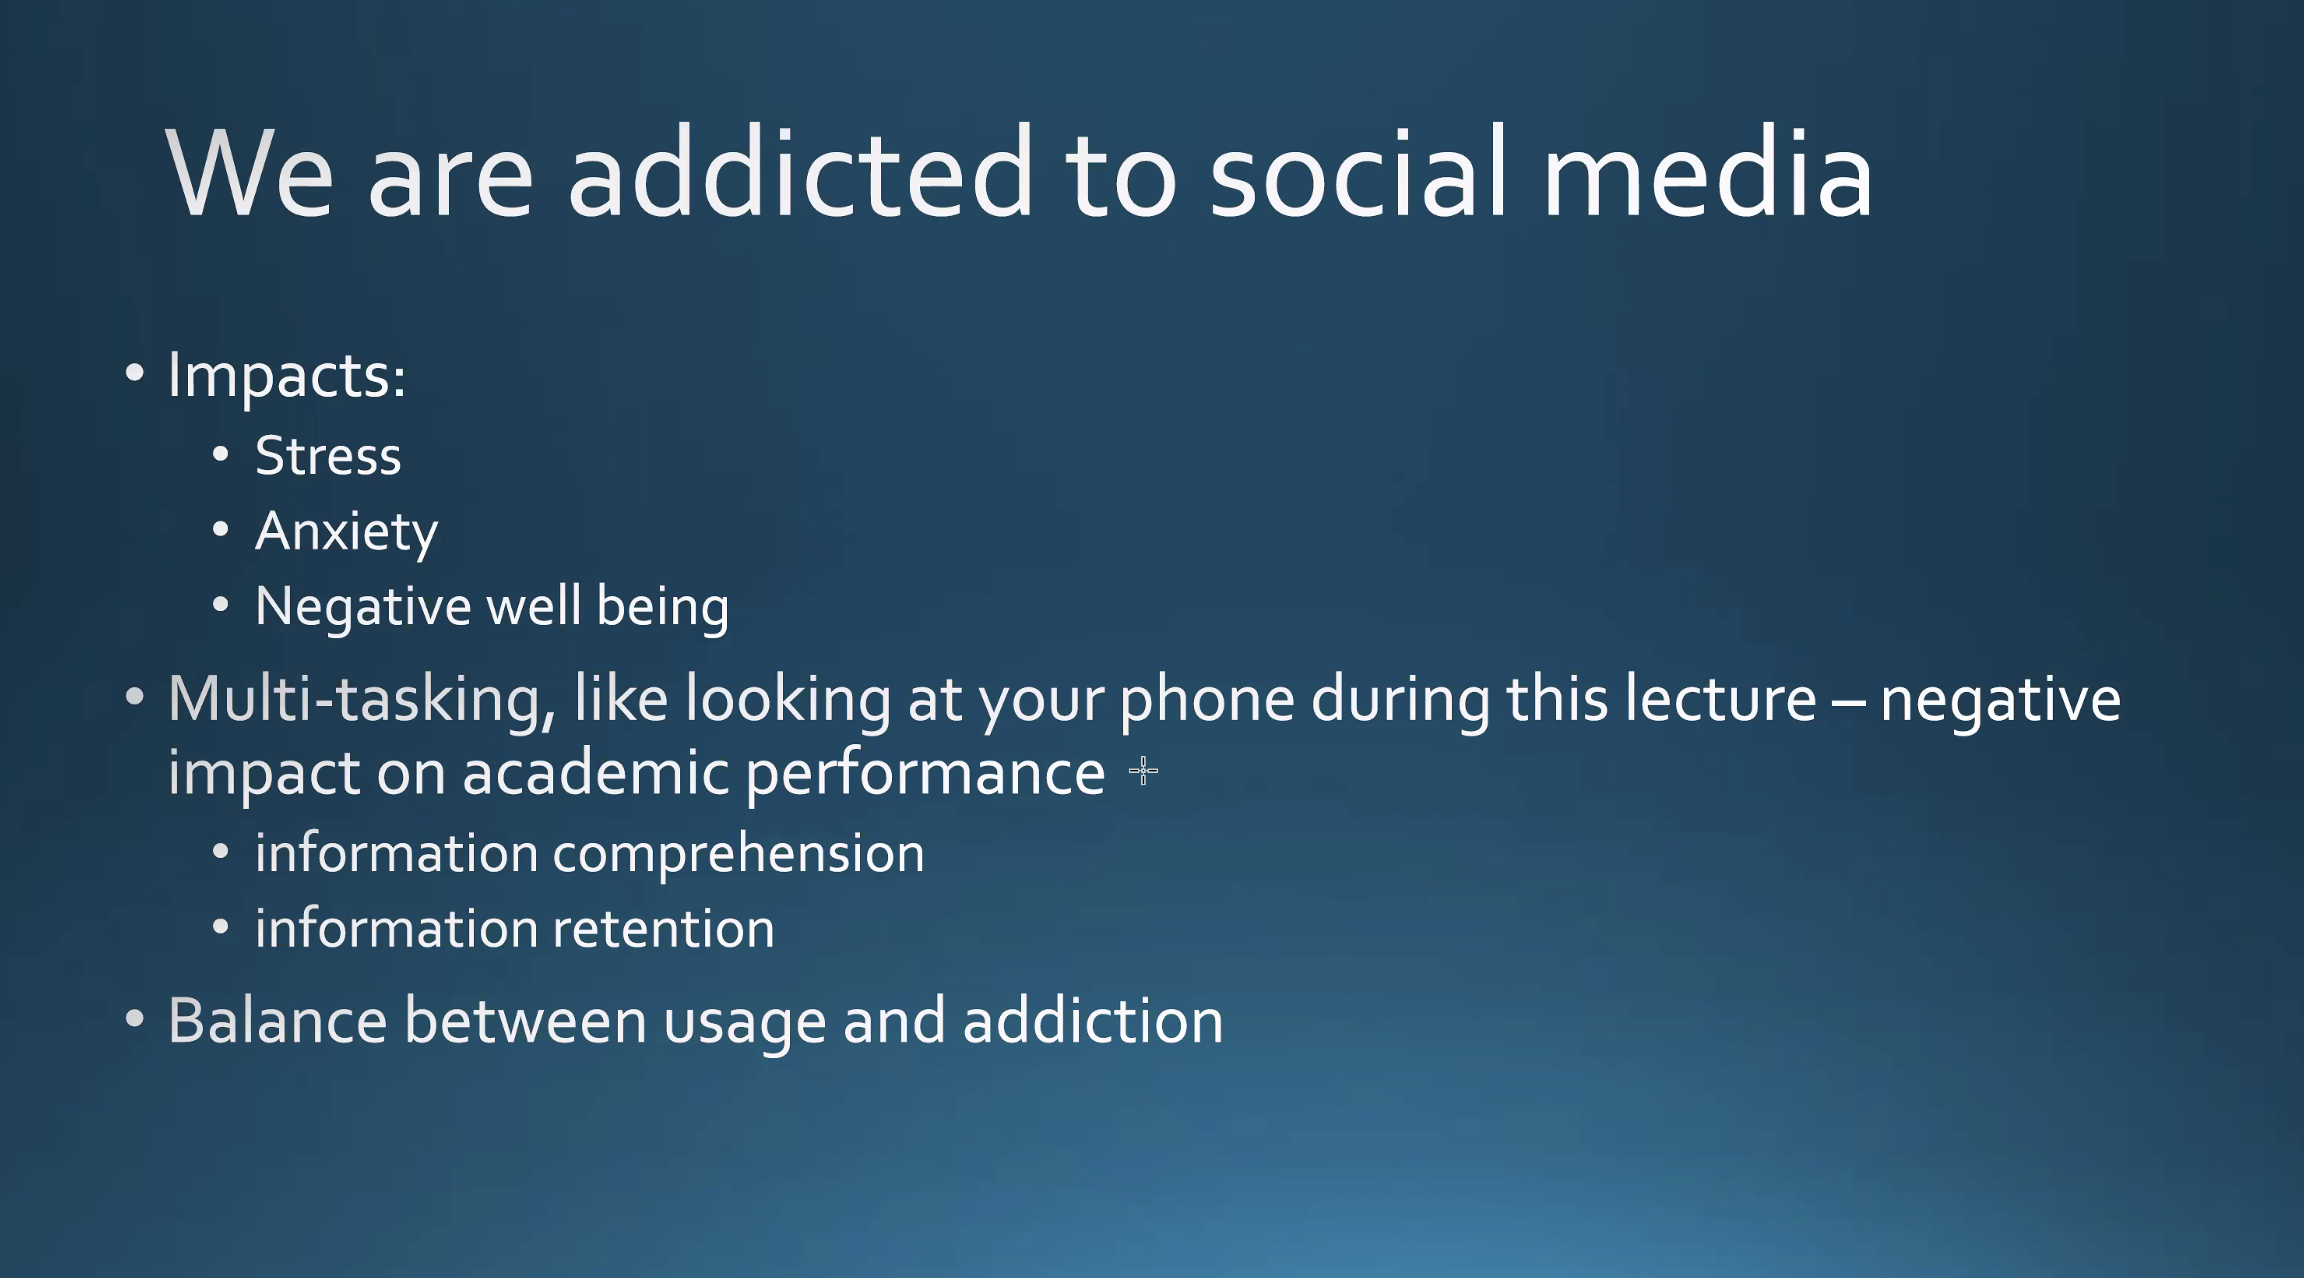 We are addicted to social media
• Impacts:
• Stress
• Anxiety
• Negative well being
• Multi-tasking, like looking at your phone during this lecture – negative
impact on academic performance
• information comprehension
• information retention
• Balance between usage and addiction